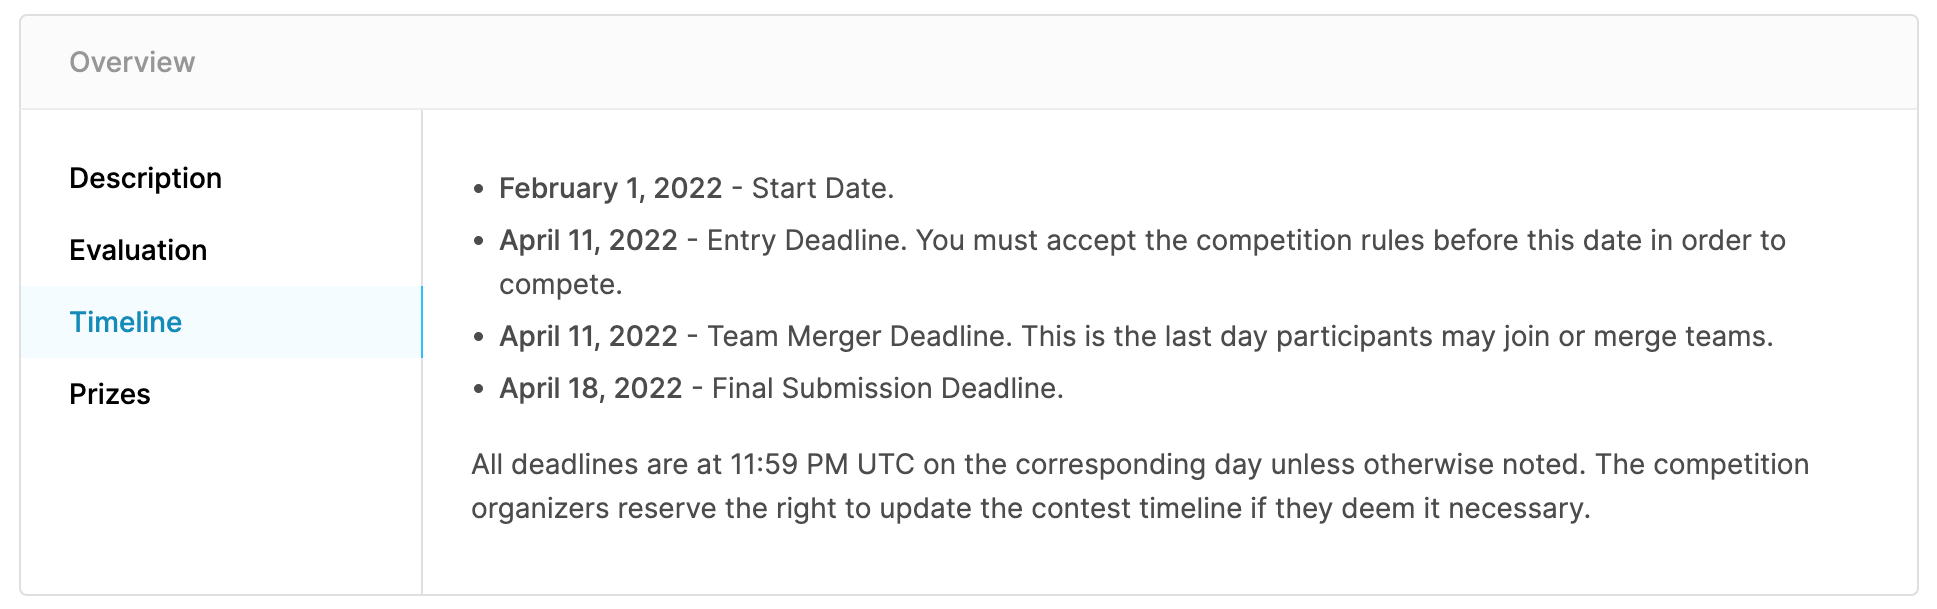 Overview
Description
Evaluation
Timeline
Prizes
• February 1, 2022 - Start Date.
• April 11, 2022 - Entry Deadline. You must accept the competition rules before this date in order to
compete.
• April 11, 2022 - Team Merger Deadline. This is the last day participants may join or merge teams.
• April 18, 2022 - Final Submission Deadline.
All deadlines are at 11:59 PM UTC on the corresponding day unless otherwise noted. The competition
organizers reserve the right to update the contest timeline if they deem it necessary.